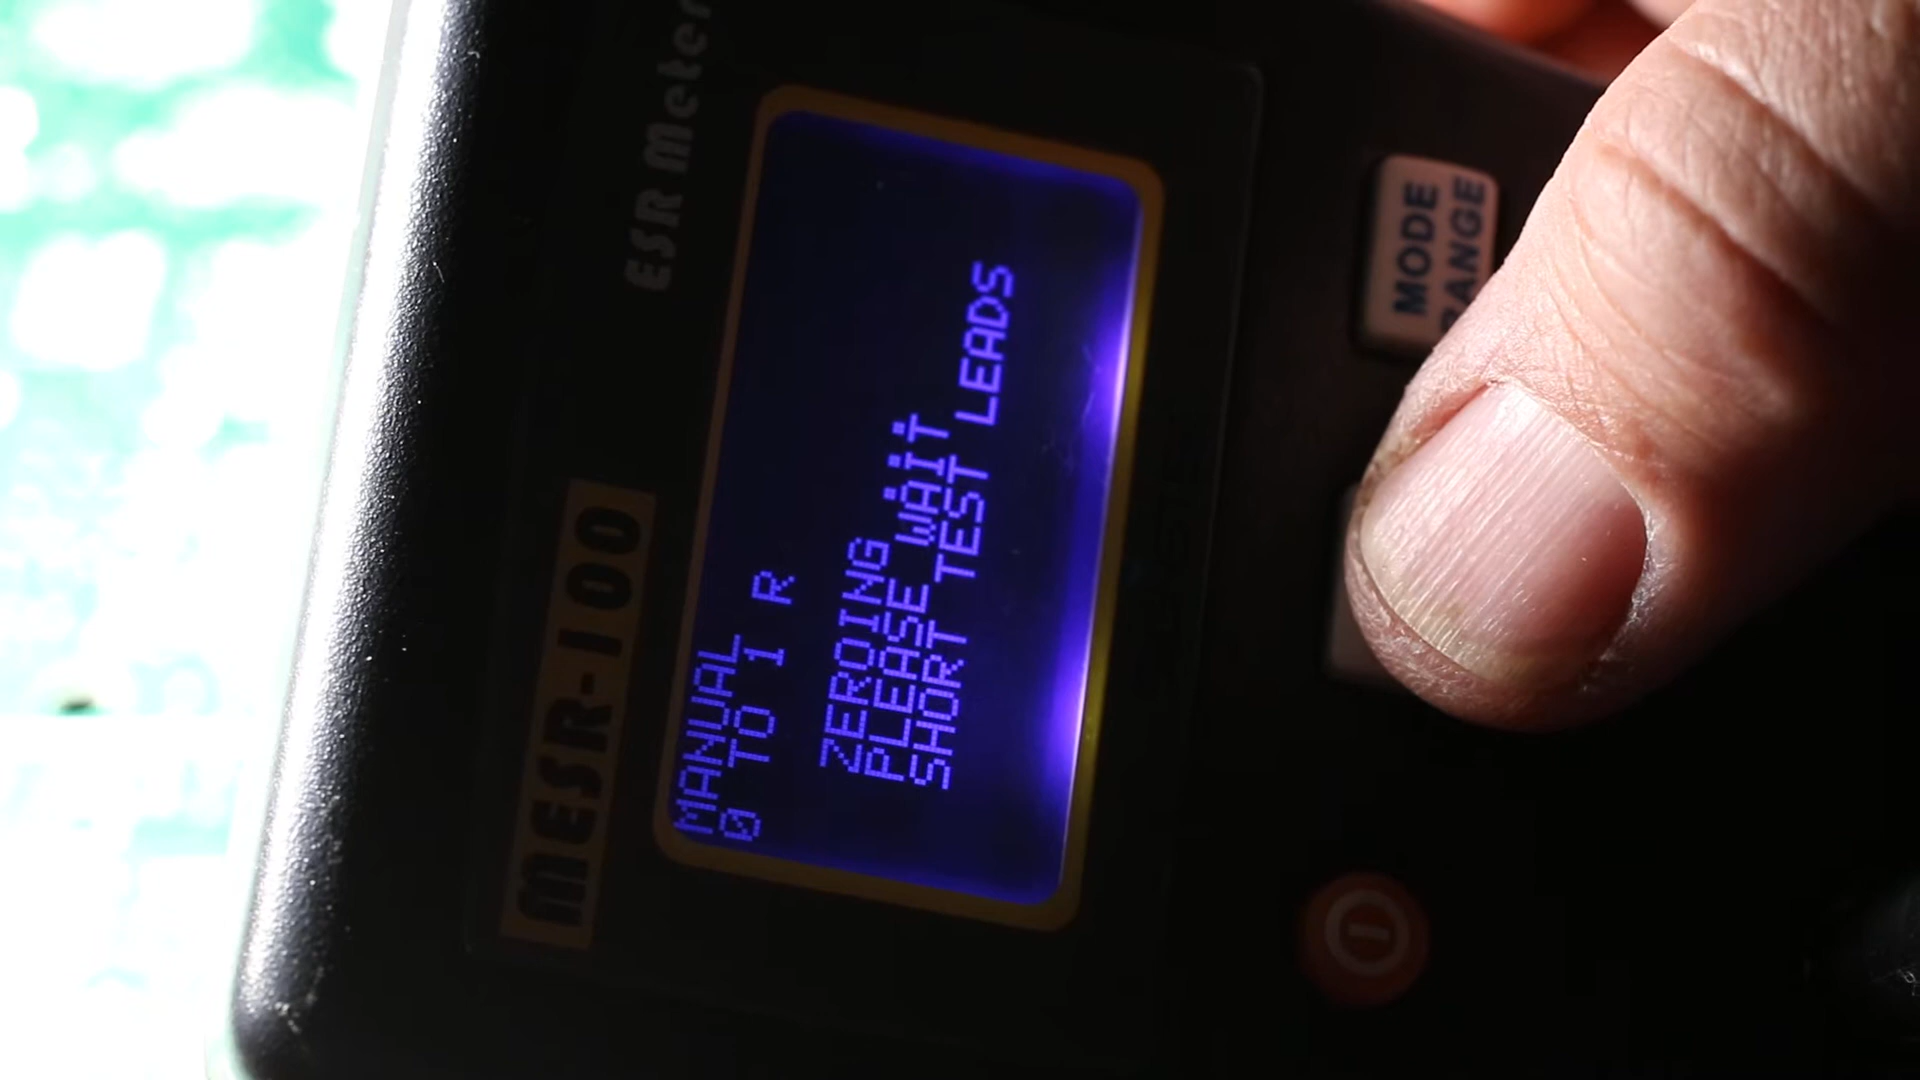 ESR Meter
MESR-100
MANUAL
0 TO 1 R
ZEROING
PLEASE WAIT
SHORT TEST LEADS
MODE
RANGE